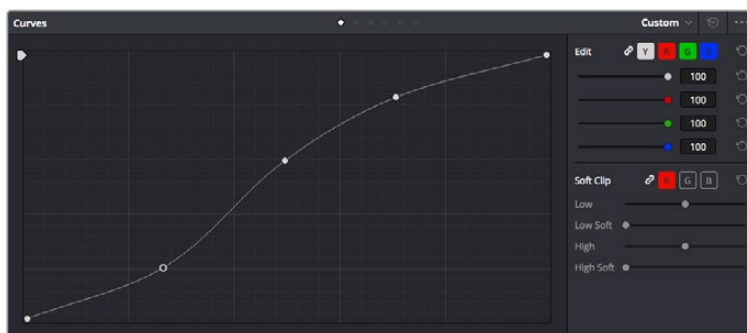 Curves
Custom
Edit
Y R G B
100
100
100
100
Soft Clip
R G B
Low
Low Soft
High
High Soft